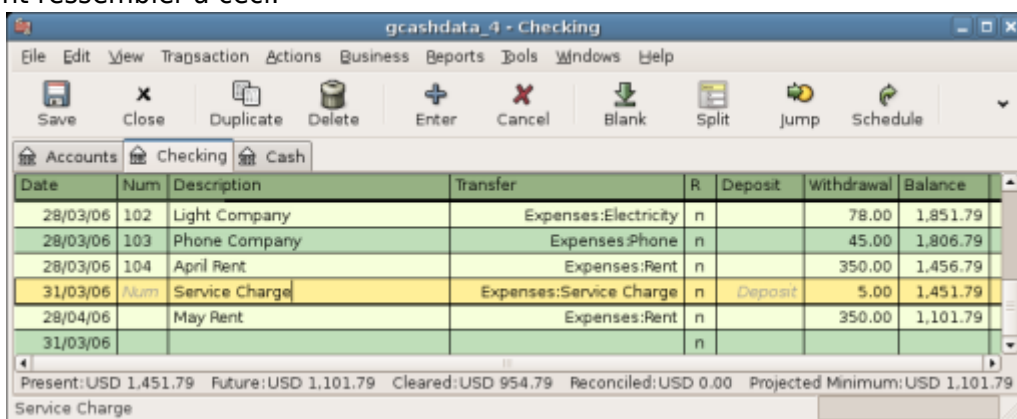 nt ressembler à ceci:
gcashdata_4 - Checking
File Edit View Transaction Actions Business Reports Tools Windows Help
Save Close Duplicate Delete Enter Cancel Blank Split Jump Schedule
Accounts Checking Cash
Date Num Description Transfer R Deposit Withdrawal Balance
28/03/06 102 Light Company Expenses:Electricity n 78.00 1,851.79
28/03/06 103 Phone Company Expenses:Phone n 45.00 1,806.79
28/03/06 104 April Rent Expenses:Rent n 350.00 1,456.79
31/03/06 Num Service Charge Expenses:Service Charge n Deposit 5.00 1,451.79
28/04/06 May Rent Expenses:Rent n 350.00 1,101.79
31/03/06 n
Present:USD 1,451.79 Future:USD 1,101.79 Cleared:USD 954.79 Reconciled:USD 0.00 Projected Minimum:USD 1,101.79
Service Charge